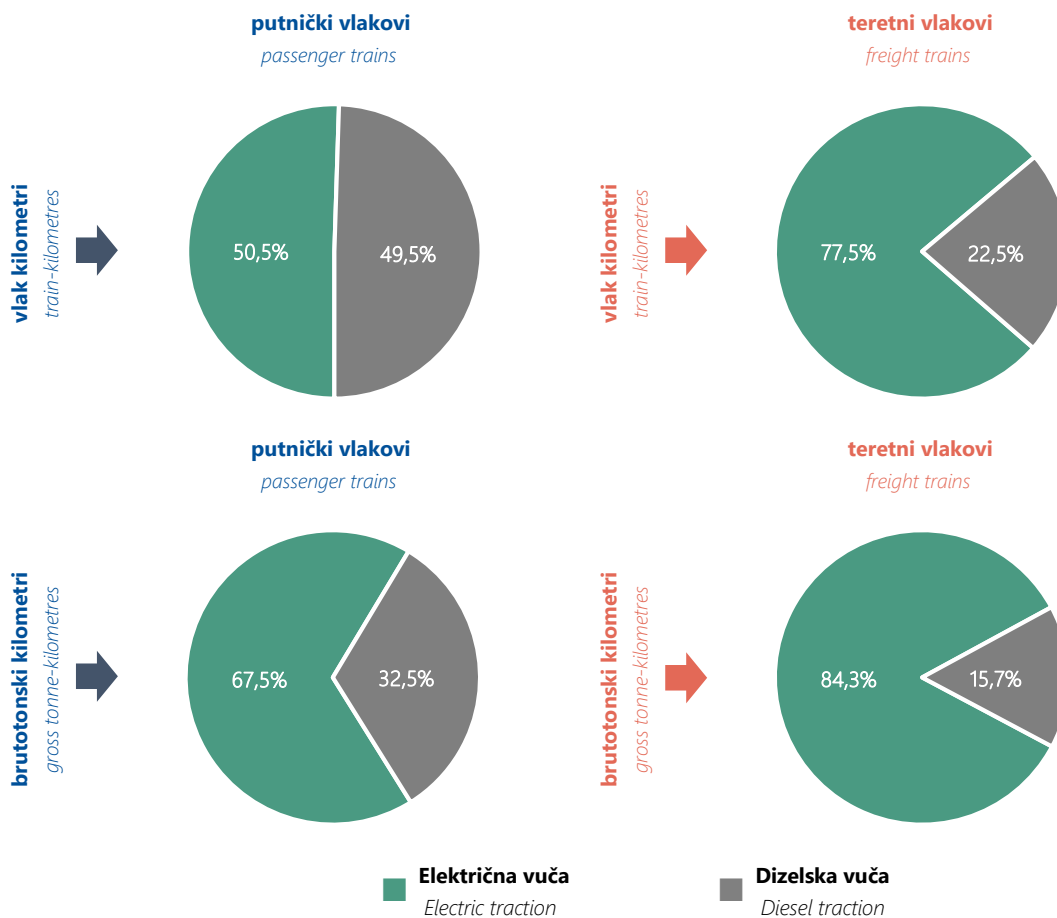 putnički vlakovi
passenger trains
teretni vlakovi
freight trains
vlak kilometri
train-kilometres
50,5%
49,5%
vlak kilometri
train-kilometres
77,5%
22,5%
putnički vlakovi
passenger trains
teretni vlakovi
freight trains
brutotonski kilometri
gross tonne-kilometres
67,5%
32,5%
brutotonski kilometri
gross tonne-kilometres
84,3%
15,7%
Električna vuča
Electric traction
Dizelska vuča
Diesel traction